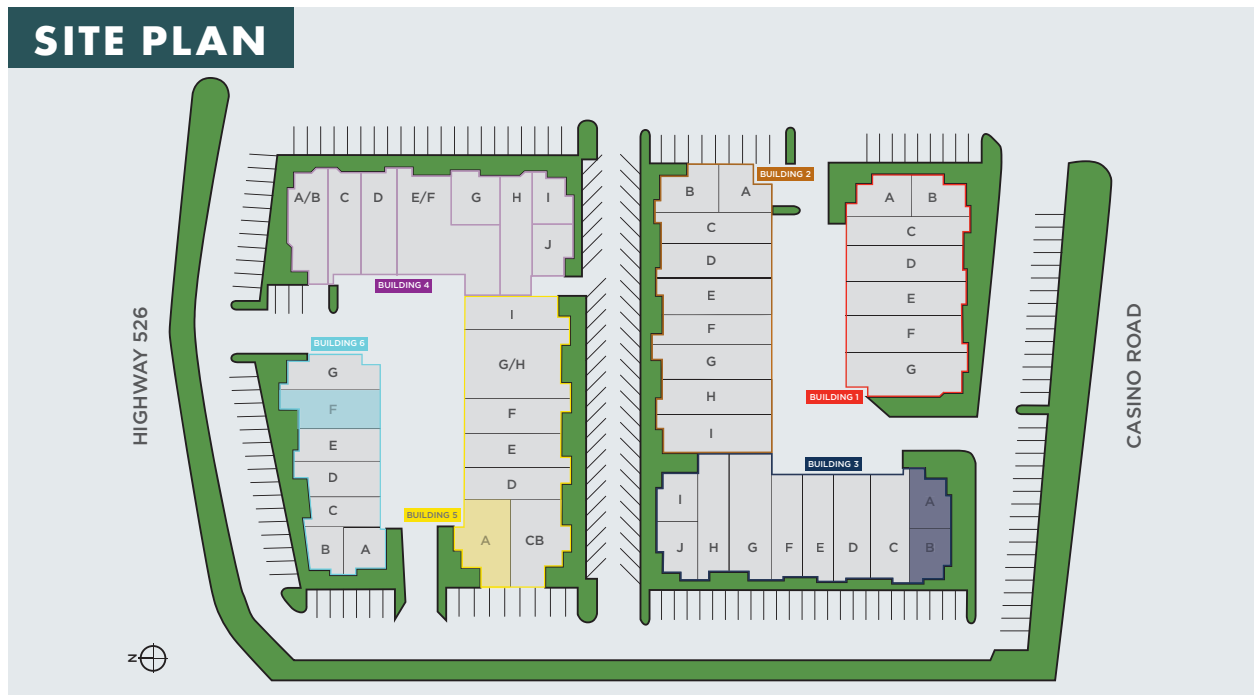 SITE PLAN
HIGHWAY 526
CASINO ROAD
N
BUILDING 4
A/B C D E/F G H I
J
BUILDING 6
G
F
E
D
C
B A
BUILDING 5
I
G/H
F
E
D
A CB
BUILDING 2
B A
C
D
E
F
G
H
I
BUILDING 1
A B
C
D
E
F
G
BUILDING 3
I A
J H G F E D C B